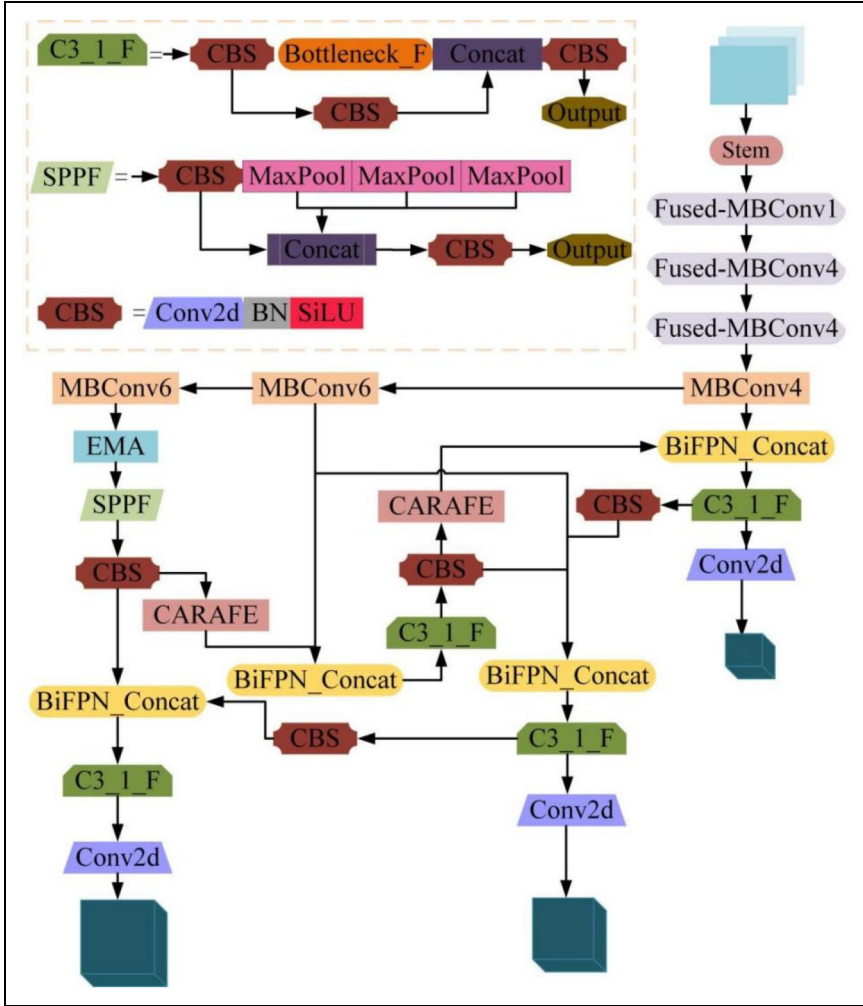 C3_1_F = CBS Bottleneck_F Concat CBS
CBS Output
SPPF = CBS MaxPool MaxPool MaxPool
Concat CBS Output
CBS = Conv2d BN SiLU
Stem
Fused-MBConv1
Fused-MBConv4
Fused-MBConv4
MBConv6 MBConv6 MBConv4
EMA BiFPN_Concat
SPPF CARAFE CBS C3_1_F
CBS CBS Conv2d
CARAFE C3_1_F
BiFPN_Concat BiFPN_Concat BiFPN_Concat
CBS C3_1_F
C3_1_F Conv2d
Conv2d